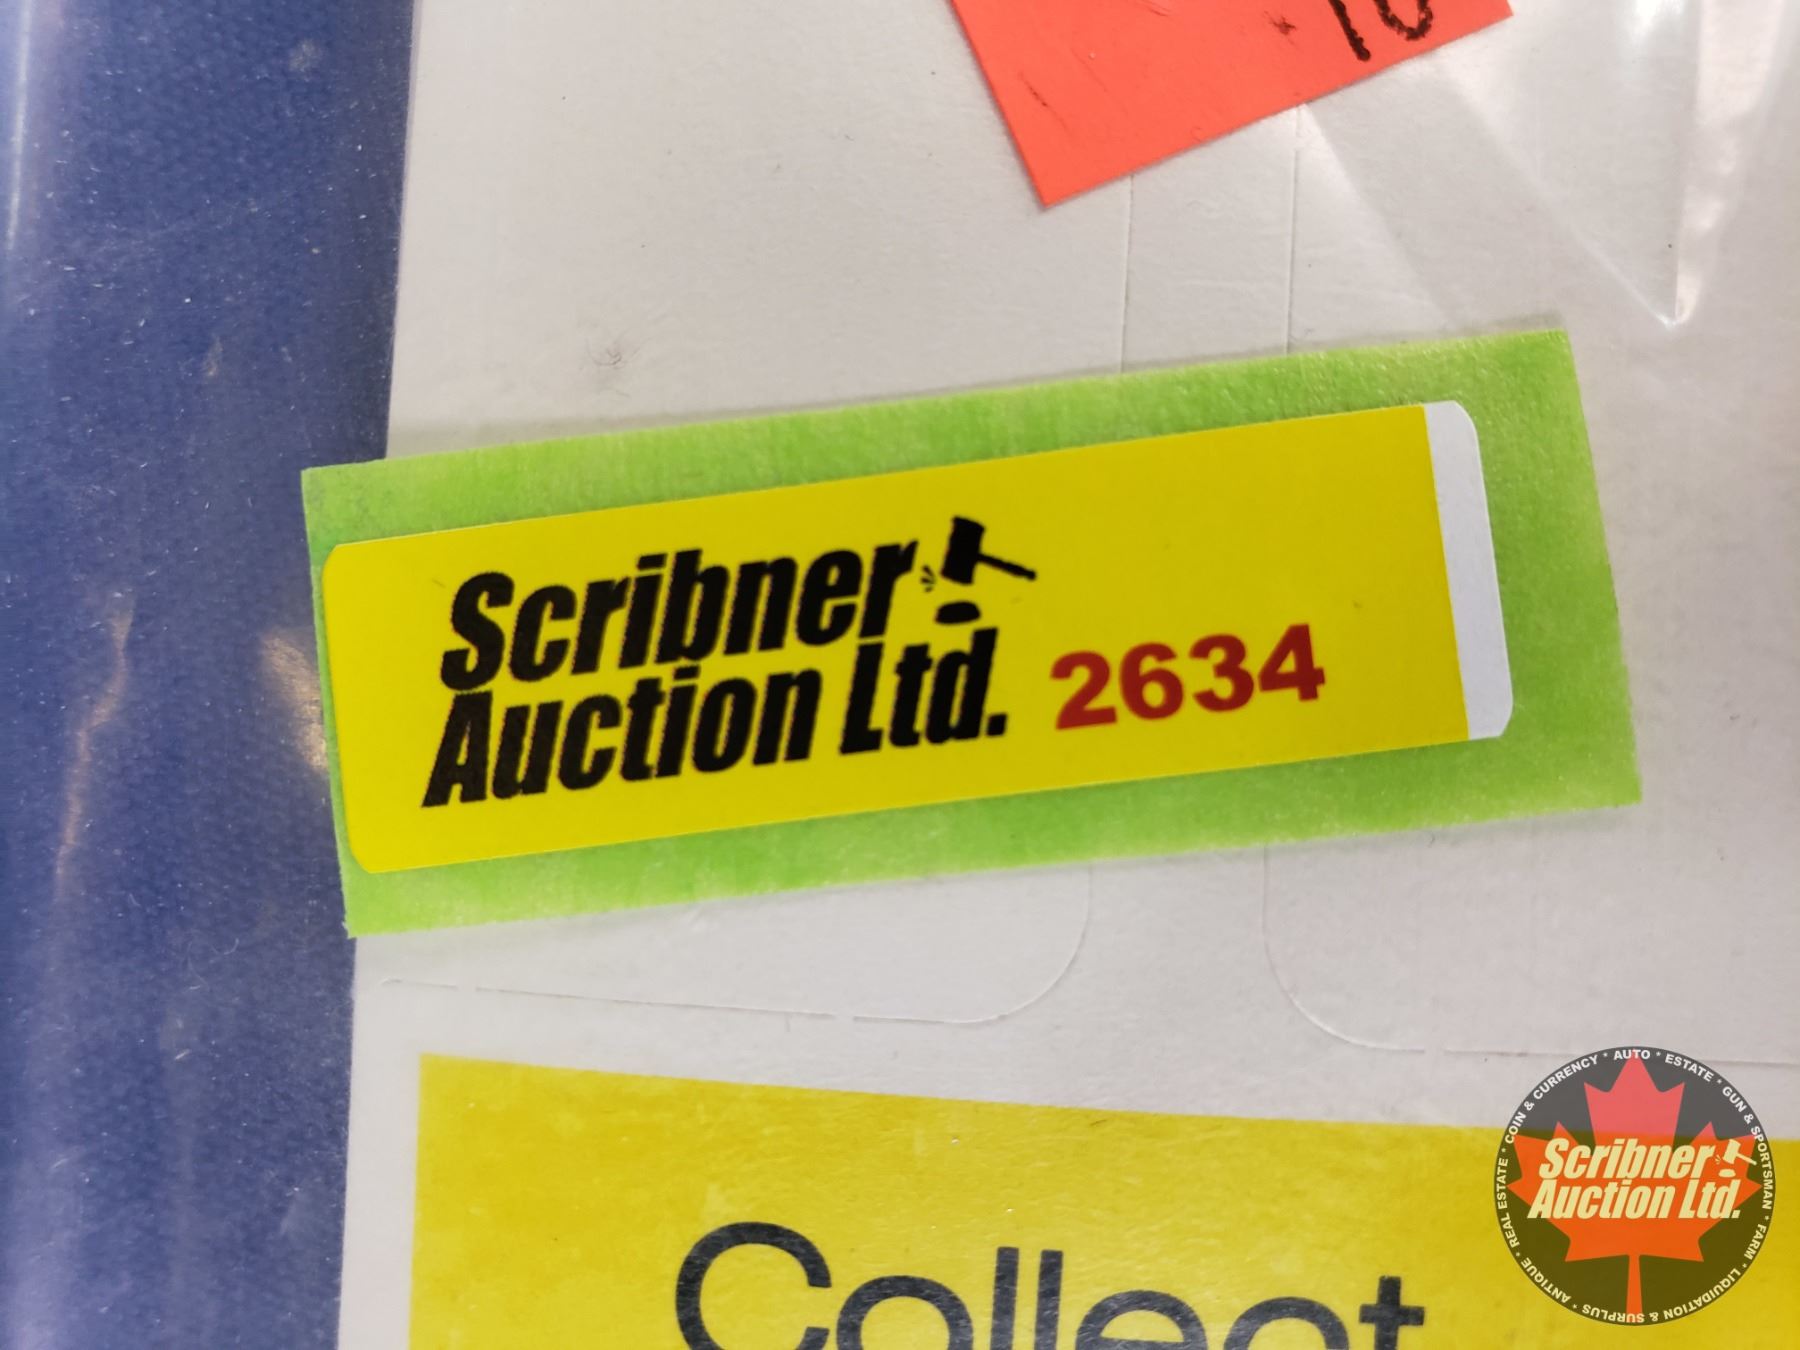 10
Scribner
Auction Ltd. 2634
Collect
REAL ESTATE * COIN & CURRENCY * AUTO * ESTATE * GUN & SPORTSMAN * FARM * LIQUIDATION & SURPLUS * ANTIQUE *
Scribner
Auction Ltd.